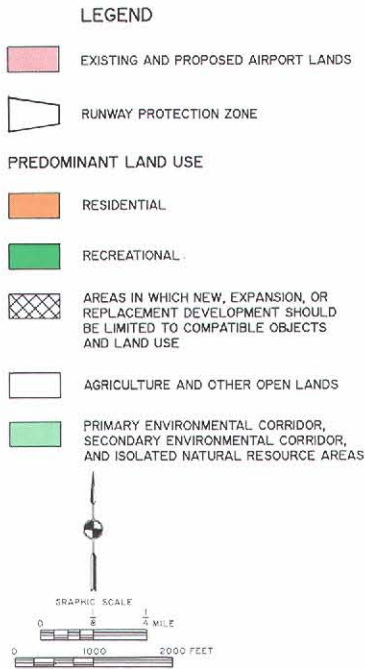 LEGEND
EXISTING AND PROPOSED AIRPORT LANDS
RUNWAY PROTECTION ZONE
PREDOMINANT LAND USE
RESIDENTIAL
RECREATIONAL
AREAS IN WHICH NEW, EXPANSION, OR
REPLACEMENT DEVELOPMENT SHOULD
BE LIMITED TO COMPATIBLE OBJECTS
AND LAND USE
AGRICULTURE AND OTHER OPEN LANDS
PRIMARY ENVIRONMENTAL CORRIDOR,
SECONDARY ENVIRONMENTAL CORRIDOR,
AND ISOLATED NATURAL RESOURCE AREAS
GRAPHIC SCALE
0 1/8 1/4 MILE
0 1000 2000 FEET